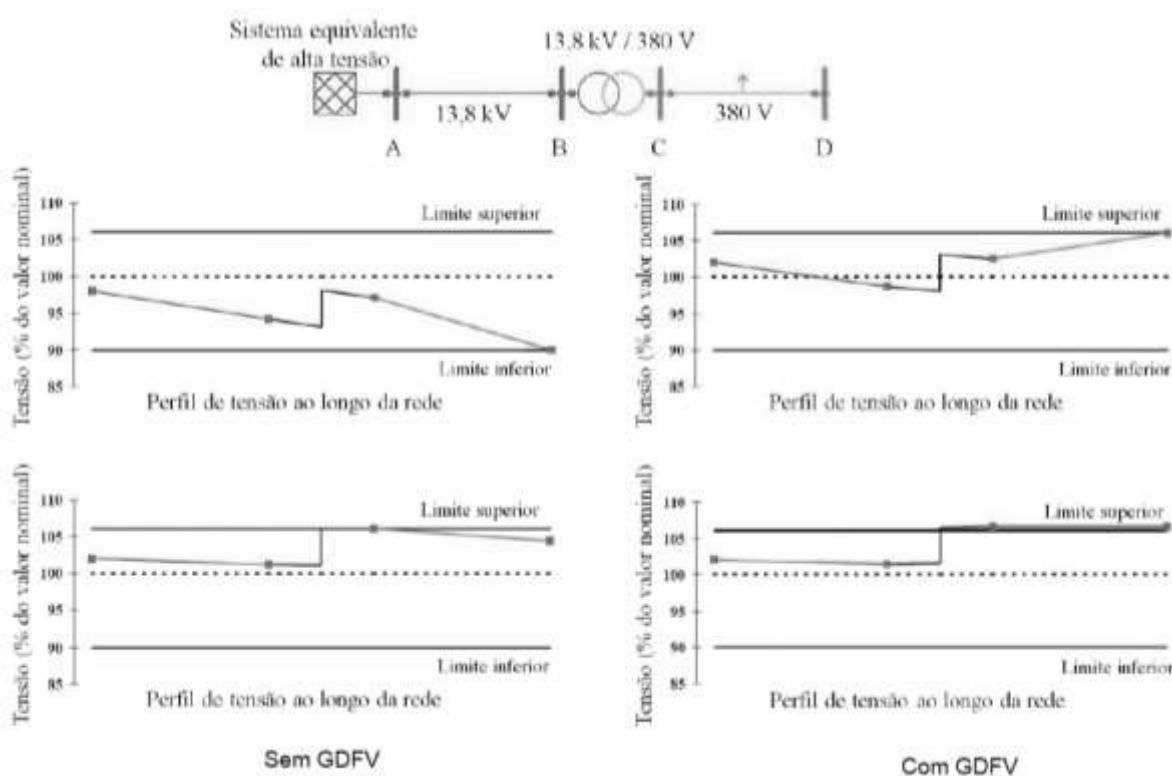 Sistema equivalente
de alta tensão
13.8 kV / 380 V
13,8 kV
380 V
A
B
C
D
Tensão (% do valor nominal)
110
105
100
95
90
85
Limite superior
Limite inferior
Perfil de tensão ao longo da rede
Tensão (% do valor nominal
110
105
100
95
90
85
Limite superior
Limite inferior
Perfil de tensão ao longo da rede
Tensão (% do valor nominal)
110
105
100
95
90
85
Limite superior
Limite inferior
Perfil de tensão ao longo da rede
Tensão (% do valor nominal)
110
105
100
95
90
85
Limite superior
Limite inferior
Perfil de tensão ao longo da rede
Sem GDFV
Com GDFV